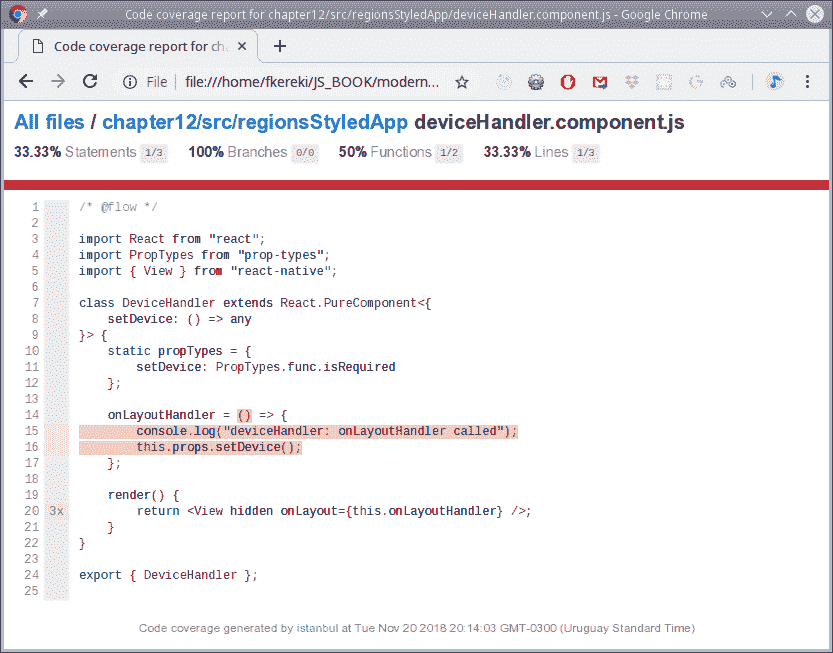 Code coverage report for chapter12/src/regionsStyledApp/deviceHandler.component.js - Google Chrome
Code coverage report for cha
File file:///home/fkereki/JS_BOOK/modern...
All files / chapter12/src/regionsStyledApp deviceHandler.component.js
33.33% Statements 1/3 100% Branches 0/0 50% Functions 1/2 33.33% Lines 1/3
1 /* @flow */
2
3 import React from "react";
4 import PropTypes from "prop-types";
5 import { View } from "react-native";
6
7 class DeviceHandler extends React.PureComponent<{
8 setDevice: () => any
9 }> {
10 static propTypes = {
11 setDevice: PropTypes.func.isRequired
12 };
13
14 onLayoutHandler = () => {
15 console.log("deviceHandler: onLayoutHandler called");
16 this.props.setDevice();
17 };
18
19 render() {
20 3x return <View hidden onLayout={this.onLayoutHandler} />;
21 }
22 }
23
24 export { DeviceHandler };
25
Code coverage generated by istanbul at Tue Nov 20 2018 20:14:03 GMT-0300 (Uruguay Standard Time)